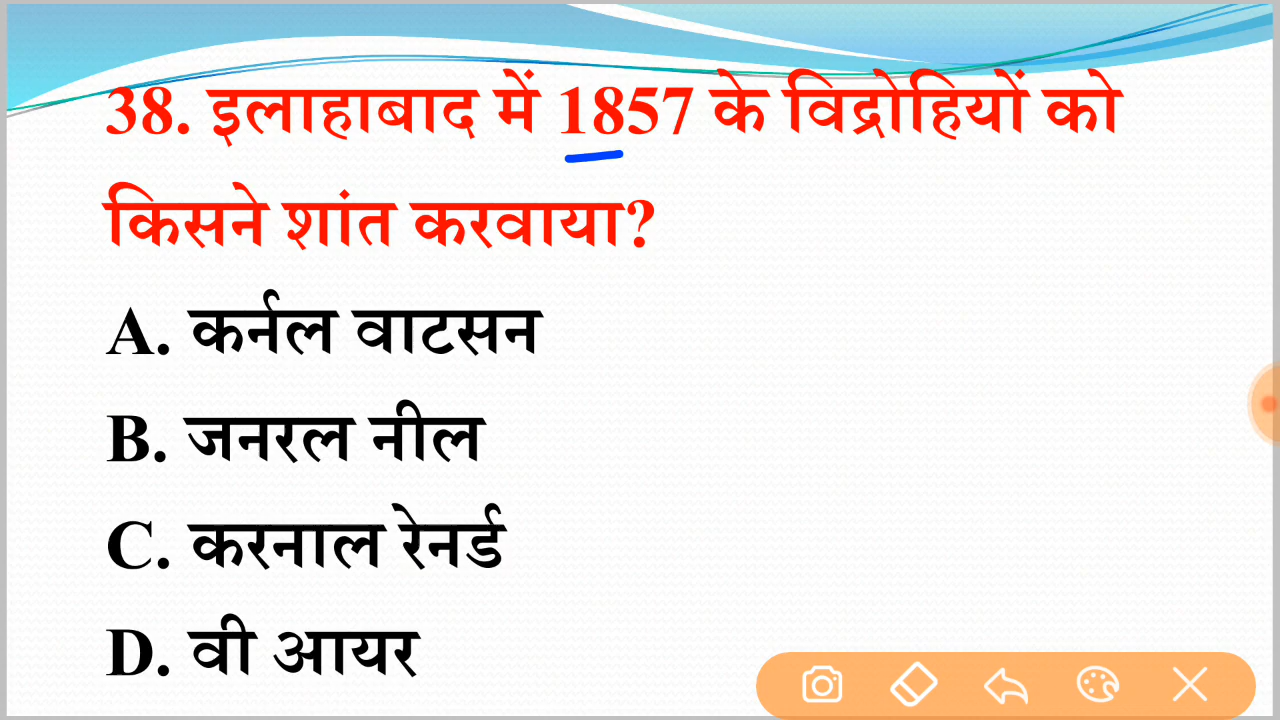 38. इलाहाबाद में 1857 के विद्रोहियों को
किसने शांत करवाया?
A. कर्नल वाटसन
B. जनरल नील
C. करनाल रेनर्ड
D. वी आयर